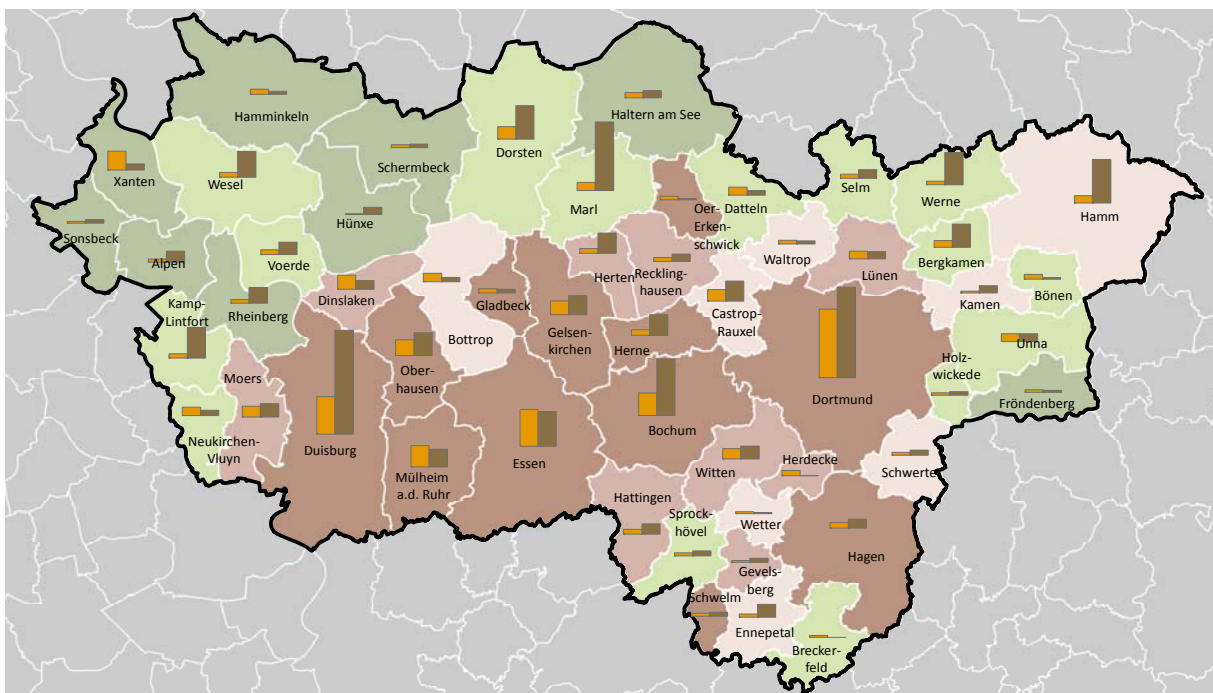 Hamminkeln
Haltern am See
Schermbeck
Dorsten
Xanten
Wesel
Selm
Werne
Hamm
Marl
Oer-
Erken-
schwick
Datteln
Hünxe
Sonsbeck
Alpen
Voerde
Waltrop
Lünen
Bergkamen
Herten
Reckling-
hausen
Dinslaken
Gladbeck
Kamp-
Lintfort
Rheinberg
Kamen
Bönen
Castrop-
Rauxel
Gelsen-
kirchen
Bottrop
Herne
Unna
Ober-
hausen
Holz-
wickede
Moers
Dortmund
Fröndenberg
Bochum
Neukirchen-
Vluyn
Duisburg
Essen
Mülheim
a.d. Ruhr
Witten
Herdecke
Schwerte
Hattingen
Sprock-
hövel
Wetter
Hagen
Gevels-
berg
Schwelm
Ennepetal
Brecker-
feld